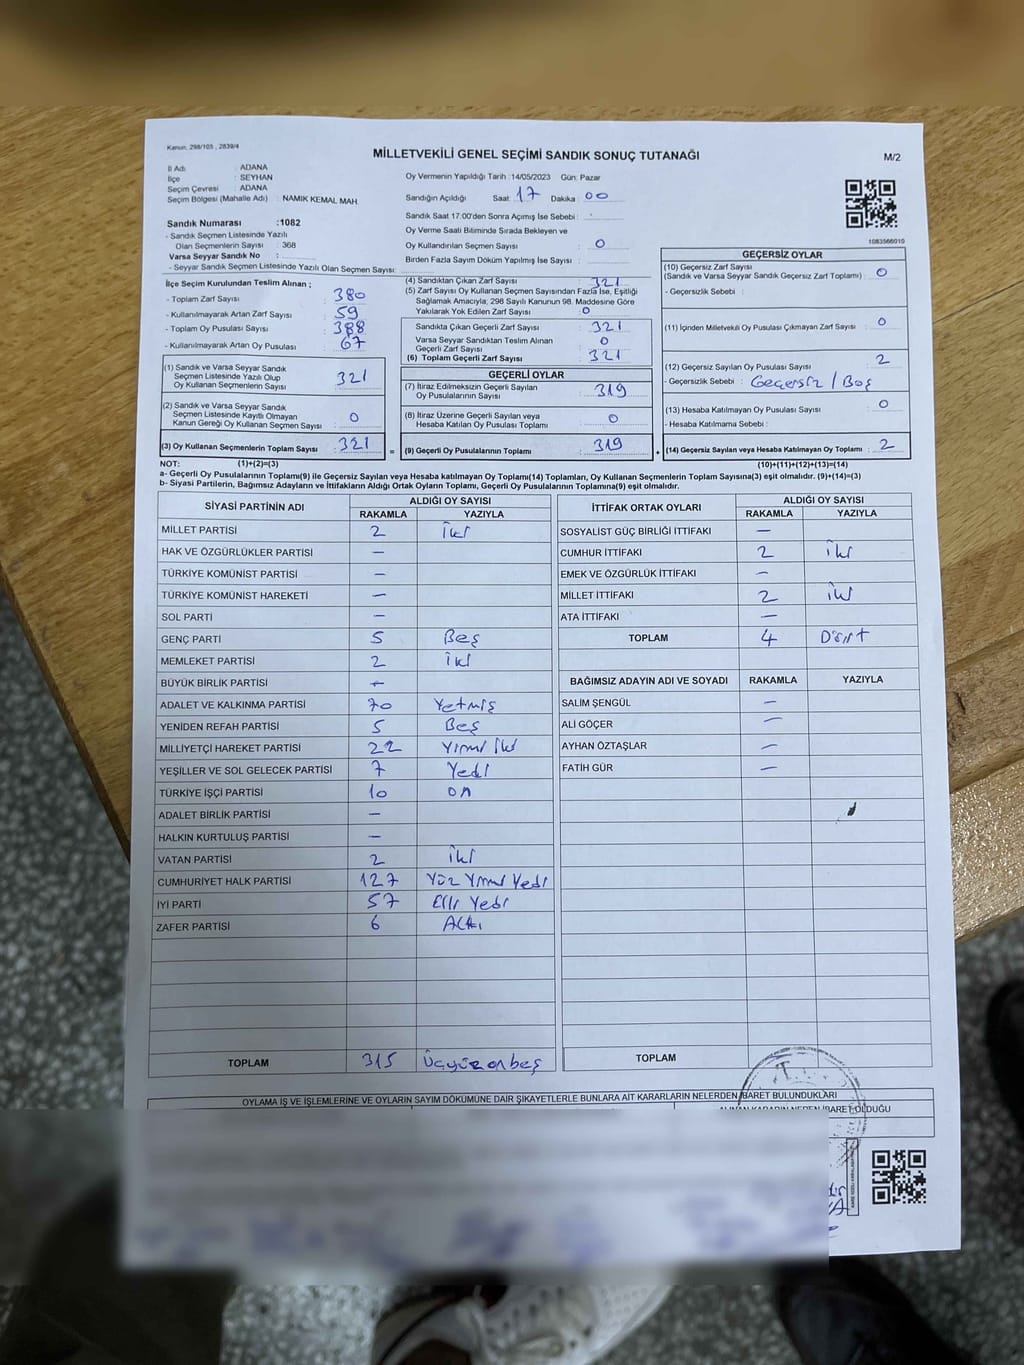 Kanun, 298/105 , 2839/4
MİLLETVEKİLİ GENEL SEÇİMİ SANDIK SONUÇ TUTANAĞI
M/2
İl Adı : ADANA
İlçe : SEYHAN
Seçim Çevresi : ADANA
Seçim Bölgesi (Mahalle Adı) : NAMIK KEMAL MAH.
Sandık Numarası :1082
- Sandık Seçmen Listesinde Yazılı
Olan Seçmenlerin Sayısı : 368
Varsa Seyyar Sandık No :
- Seyyar Sandık Seçmen Listesinde Yazılı Olan Seçmen Sayısı:
Oy Vermenin Yapıldığı Tarih :14/05/2023 Gün: Pazar
Sandığın Açıldığı Saat: 17 Dakika : 00
Sandık Saat 17:00'den Sonra Açımış İse Sebebi :
Oy Verme Saati Bitiminde Sırada Bekleyen ve
Oy Kullandırılan Seçmen Sayısı : 0
Birden Fazla Sayım Döküm Yapılmış İse Sayısı :
1083566010
İlçe Seçim Kurulundan Teslim Alınan ;
- Toplam Zarf Sayısı : 380
- Kullanılmayarak Artan Zarf Sayısı : 59
- Toplam Oy Pusulası Sayısı : 388
- Kullanılmayarak Artan Oy Pusulası : 67
(1) Sandık ve Varsa Seyyar Sandık
Seçmen Listesinde Yazılı Olup
Oy Kullanan Seçmenlerin Sayısı : 321
(2) Sandık ve Varsa Seyyar Sandık
Seçmen Listesinde Kayıtlı Olmayan
Kanun Gereği Oy Kullanan Seçmen Sayısı : 0
(3) Oy Kullanan Seçmenlerin Toplam Sayısı : 321
(4) Sandıktan Çıkan Zarf Sayısı : 321
(5) Zarf Sayısı Oy Kullanan Seçmen Sayısından Fazla İse, Eşitliği
Sağlamak Amacıyla; 298 Sayılı Kanunun 98. Maddesine Göre
Yakılarak Yok Edilen Zarf Sayısı : 0
Sandıkta Çıkan Geçerli Zarf Sayısı : 321
Varsa Seyyar Sandıktan Teslim Alınan
Geçerli Zarf Sayısı : 0
(6) Toplam Geçerli Zarf Sayısı : 321
GEÇERLİ OYLAR
(7) İtiraz Edilmeksizin Geçerli Sayılan
Oy Pusulalarının Sayısı : 319
(8) İtiraz Üzerine Geçerli Sayılan veya
Hesaba Katılan Oy Pusulası Toplamı : 0
= (9) Geçerli Oy Pusulalarının Toplamı : 319
GEÇERSİZ OYLAR
(10) Geçersiz Zarf Sayısı
(Sandık ve Varsa Seyyar Sandık Geçersiz Zarf Toplamı) : 0
- Geçersizlik Sebebi :
(11) İçinden Milletvekili Oy Pusulası Çıkmayan Zarf Sayısı : 0
(12) Geçersiz Sayılan Oy Pusulası Sayısı : 2
- Geçersizlik Sebebi : Geçersiz / Boş
(13) Hesaba Katılmayan Oy Pusulası Sayısı : 0
- Hesaba Katılmama Sebebi :
+ (14) Geçersiz Sayılan veya Hesaba Katılmayan Oy Toplamı : 2
NOT: (1)+(2)=(3) (10)+(11)+(12)+(13)=(14)
a- Geçerli Oy Pusulalarının Toplamı(9) ile Geçersiz Sayılan veya Hesaba katılmayan Oy Toplamı(14) Toplamları, Oy Kullanan Seçmenlerin Toplam Sayısına(3) eşit olmalıdır. (9)+(14)=(3)
b- Siyasi Partilerin, Bağımsız Adayların ve İttifakların Aldığı Ortak Oyların Toplamı, Geçerli Oy Pusulalarının Toplamına(9) eşit olmalıdır.
SİYASİ PARTİNİN ADI ALDIĞI OY SAYISI
RAKAMLA YAZIYLA
MİLLET PARTİSİ 2 İki
HAK VE ÖZGÜRLÜKLER PARTİSİ —
TÜRKİYE KOMÜNİST PARTİSİ —
TÜRKİYE KOMÜNİST HAREKETİ —
SOL PARTİ —
GENÇ PARTİ 5 Beş
MEMLEKET PARTİSİ 2 İki
BÜYÜK BİRLİK PARTİSİ —
ADALET VE KALKINMA PARTİSİ 70 Yetmiş
YENİDEN REFAH PARTİSİ 5 Beş
MİLLİYETÇİ HAREKET PARTİSİ 22 Yirmi iki
YEŞİLLER VE SOL GELECEK PARTİSİ 7 Yedi
TÜRKİYE İŞÇİ PARTİSİ 10 on
ADALET BİRLİK PARTİSİ —
HALKIN KURTULUŞ PARTİSİ —
VATAN PARTİSİ 2 İki
CUMHURİYET HALK PARTİSİ 127 Yüz Yirmi Yedi
İYİ PARTİ 57 Elli Yedi
ZAFER PARTİSİ 6 Altı
TOPLAM 315 Üçyüz onbeş
İTTİFAK ORTAK OYLARI ALDIĞI OY SAYISI
RAKAMLA YAZIYLA
SOSYALİST GÜÇ BİRLİĞİ İTTİFAKI —
CUMHUR İTTİFAKI 2 İki
EMEK VE ÖZGÜRLÜK İTTİFAKI —
MİLLET İTTİFAKI 2 İki
ATA İTTİFAKI —
TOPLAM 4 Dört
BAĞIMSIZ ADAYIN ADI VE SOYADI RAKAMLA YAZIYLA
SALİM ŞENGÜL —
ALİ GÖÇER —
AYHAN ÖZTAŞLAR —
FATİH GÜR —
TOPLAM
OYLAMA İŞ VE İŞLEMLERİNE VE OYLARIN SAYIM DÖKÜMÜNE DAİR ŞİKAYETLERLE BUNLARA AİT KARARLARIN NELERDEN İBARET BULUNDUKLARI
ALINAN KARARIN NEDEN İBARET OLDUĞU